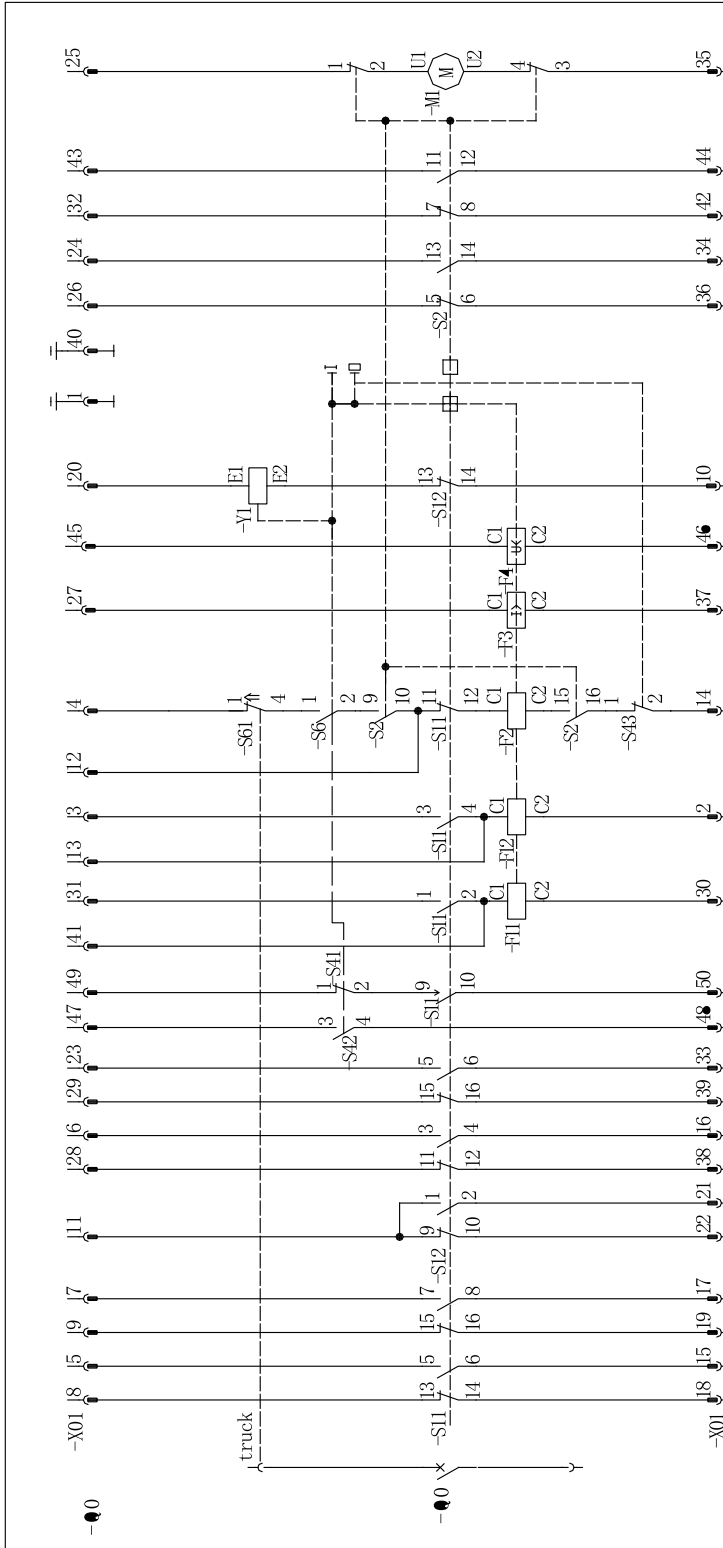 -X01 8 5 9 7 11 28 6 29 23 47 49 41 31 13 3 12 4 27 45 20 1 40 26 24 32 43 25
-Q0
truck
-S61 1 4
-Y1 E1 E2
-S6 1 2
-S42 3 4
S41 1 2
1 2
-S2 9 10
-S11 13 14
5 6
15 16
7 8
-S12 9 10
1 2
11 12
3 4
15 16
5 6
-S11 9 10
-S11 1 2
-S11 3 4
-S11 11 12
-S12 13 14
-S2 5 6
13 14
7 8
11 12
-M1 U1 M U2
-Q0
-F11 C1 C2
-F12 C1 C2
-F2 C1 C2
-F3 C1 I> C2
-F4 C1 U< C2
-S2 15 16
-S43 1 2
4 3
-X01 18 15 19 17 22 21 38 16 39 33 48 50 30 2 14 37 46 10 36 34 42 44 35